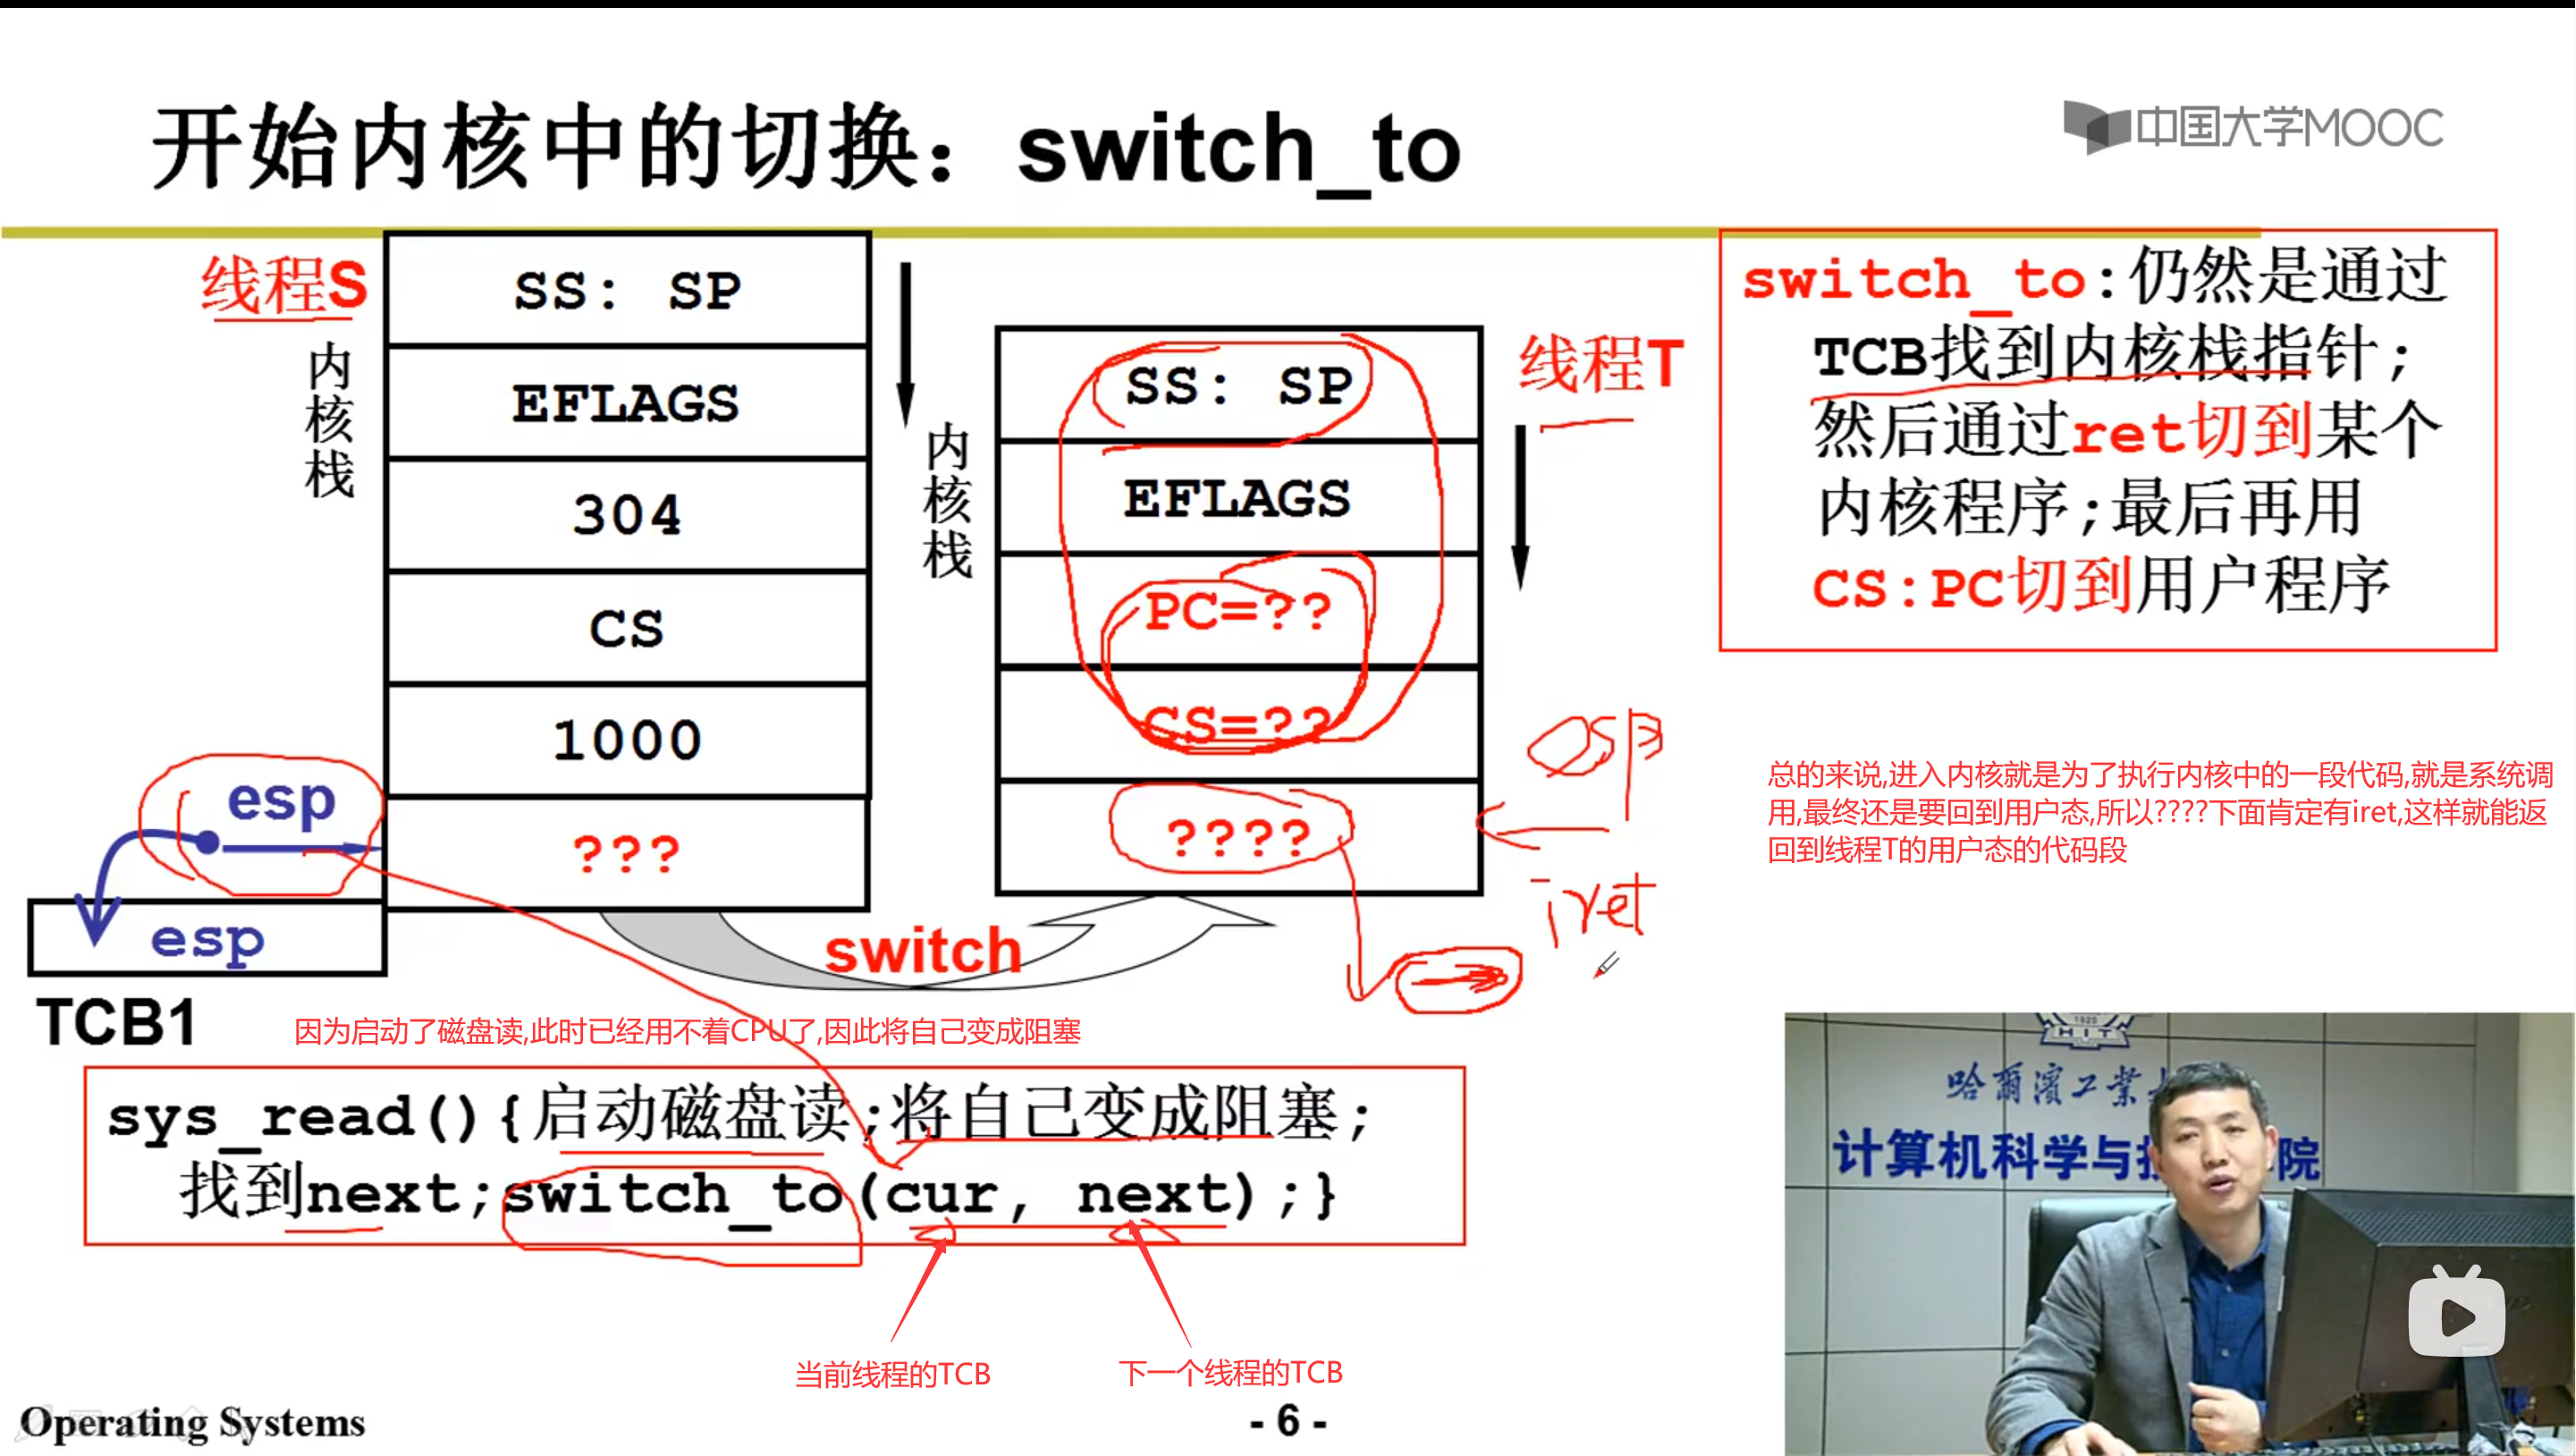 开始内核中的切换：switch_to
中国大学MOOC
线程S
内核栈
SS: SP
EFLAGS
304
CS
1000
???
esp
esp
TCB1
内核栈
SS: SP
EFLAGS
PC=??
CS=??
????
线程T
esp
iret
switch
switch_to:仍然是通过
TCB找到内核栈指针;
然后通过ret切到某个
内核程序;最后再用
CS:PC切到用户程序
总的来说,进入内核就是为了执行内核中的一段代码,就是系统调
用,最终还是要回到用户态,所以????下面肯定有iret,这样就能返
回到线程T的用户态的代码段
因为启动了磁盘读,此时已经用不着CPU了,因此将自己变成阻塞
sys_read(){启动磁盘读;将自己变成阻塞;
找到next;switch_to(cur, next);}
当前线程的TCB
下一个线程的TCB
1920
HIT
哈爾濱工業
计算机科学与
院
Operating Systems
- 6 -